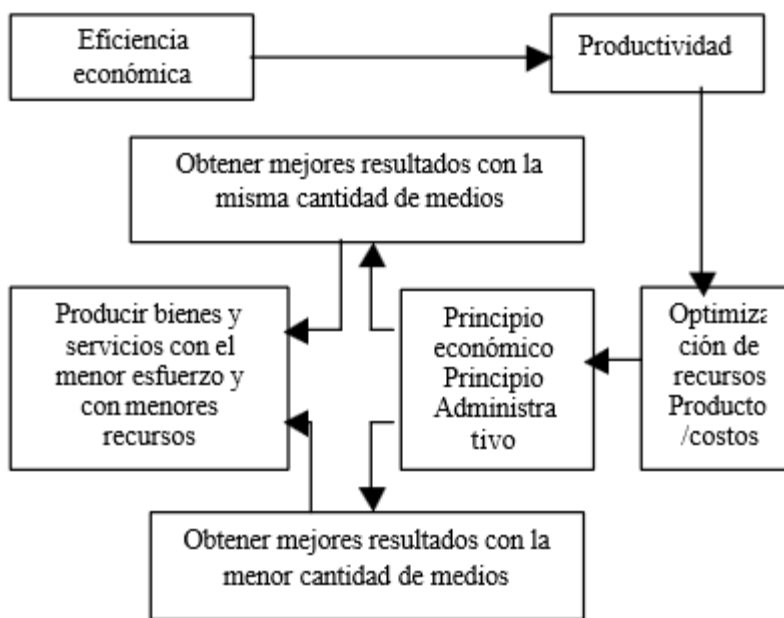 Eficiencia
económica
Productividad
Obtener mejores resultados con la
misma cantidad de medios
Producir bienes y
servicios con el
menor esfuerzo y
con menores
recursos
Principio
económico
Principio
Administra
tivo
Optimiza
ción de
recursos
Producto
/costos
Obtener mejores resultados con la
menor cantidad de medios